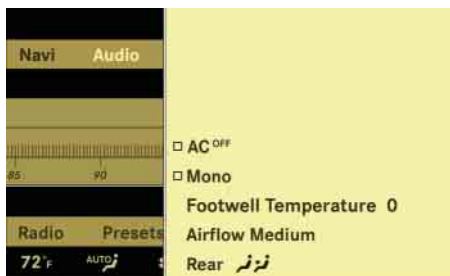 Navi Audio
85 90
Radio Presets
72°F AUTO
□ AC OFF
□ Mono
Footwell Temperature 0
Airflow Medium
Rear